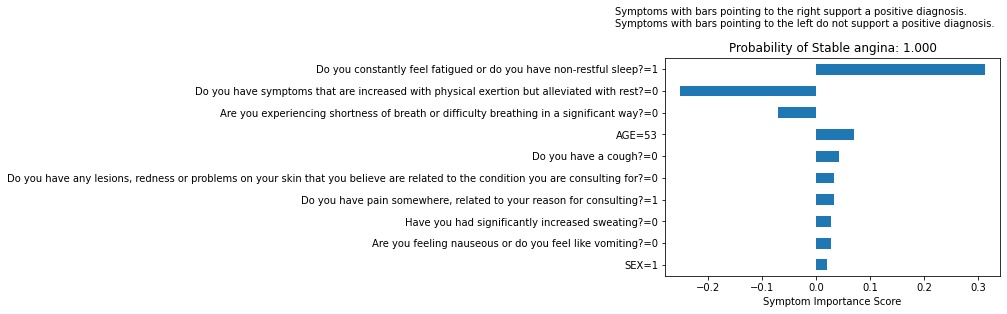 Symptoms with bars pointing to the right support a positive diagnosis.
Symptoms with bars pointing to the left do not support a positive diagnosis.
Probability of Stable angina: 1.000
Do you constantly feel fatigued or do you have non-restful sleep?=1
Do you have symptoms that are increased with physical exertion but alleviated with rest?=0
Are you experiencing shortness of breath or difficulty breathing in a significant way?=0
AGE=53
Do you have a cough?=0
Do you have any lesions, redness or problems on your skin that you believe are related to the condition you are consulting for?=0
Do you have pain somewhere, related to your reason for consulting?=1
Have you had significantly increased sweating?=0
Are you feeling nauseous or do you feel like vomiting?=0
SEX=1
−0.2 −0.1 0.0 0.1 0.2 0.3
Symptom Importance Score